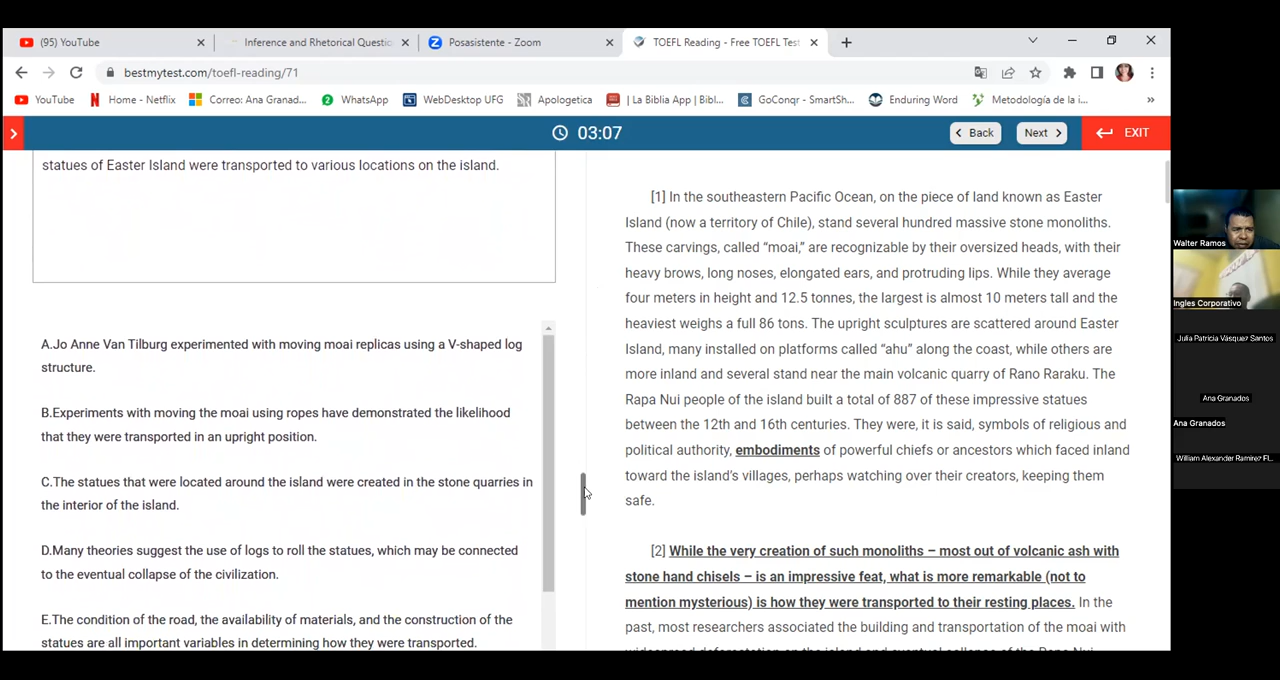 (95) YouTube
Inference and Rhetorical Questic
Posasistente - Zoom
TOEFL Reading - Free TOEFL Test
bestmytest.com/toefl-reading/71
YouTube
Home - Netflix
Correo: Ana Granad...
WhatsApp
WebDesktop UFG
Apologetica
| La Biblia App | Bibl...
GoConqr - SmartSh...
Enduring Word
Metodología de la i...
»
03:07
Back
Next
EXIT
statues of Easter Island were transported to various locations on the island.
A.Jo Anne Van Tilburg experimented with moving moai replicas using a V-shaped log
structure.
B.Experiments with moving the moai using ropes have demonstrated the likelihood
that they were transported in an upright position.
C.The statues that were located around the island were created in the stone quarries in
the interior of the island.
D.Many theories suggest the use of logs to roll the statues, which may be connected
to the eventual collapse of the civilization.
E.The condition of the road, the availability of materials, and the construction of the
statues are all important variables in determining how they were transported.
[1] In the southeastern Pacific Ocean, on the piece of land known as Easter
Island (now a territory of Chile), stand several hundred massive stone monoliths.
These carvings, called “moai,” are recognizable by their oversized heads, with their
heavy brows, long noses, elongated ears, and protruding lips. While they average
four meters in height and 12.5 tonnes, the largest is almost 10 meters tall and the
heaviest weighs a full 86 tons. The upright sculptures are scattered around Easter
Island, many installed on platforms called “ahu” along the coast, while others are
more inland and several stand near the main volcanic quarry of Rano Raraku. The
Rapa Nui people of the island built a total of 887 of these impressive statues
between the 12th and 16th centuries. They were, it is said, symbols of religious and
political authority, embodiments of powerful chiefs or ancestors which faced inland
toward the island’s villages, perhaps watching over their creators, keeping them
safe.
[2] While the very creation of such monoliths – most out of volcanic ash with
stone hand chisels – is an impressive feat, what is more remarkable (not to
mention mysterious) is how they were transported to their resting places. In the
past, most researchers associated the building and transportation of the moai with
widespread deforestation on the island and eventual collapse of the Rapa Nui
Walter Ramos
Ingles Corporativo
Julia Patricia Vásquez Santos
Ana Granados
Ana Granados
William Alexander Ramirez Fl...